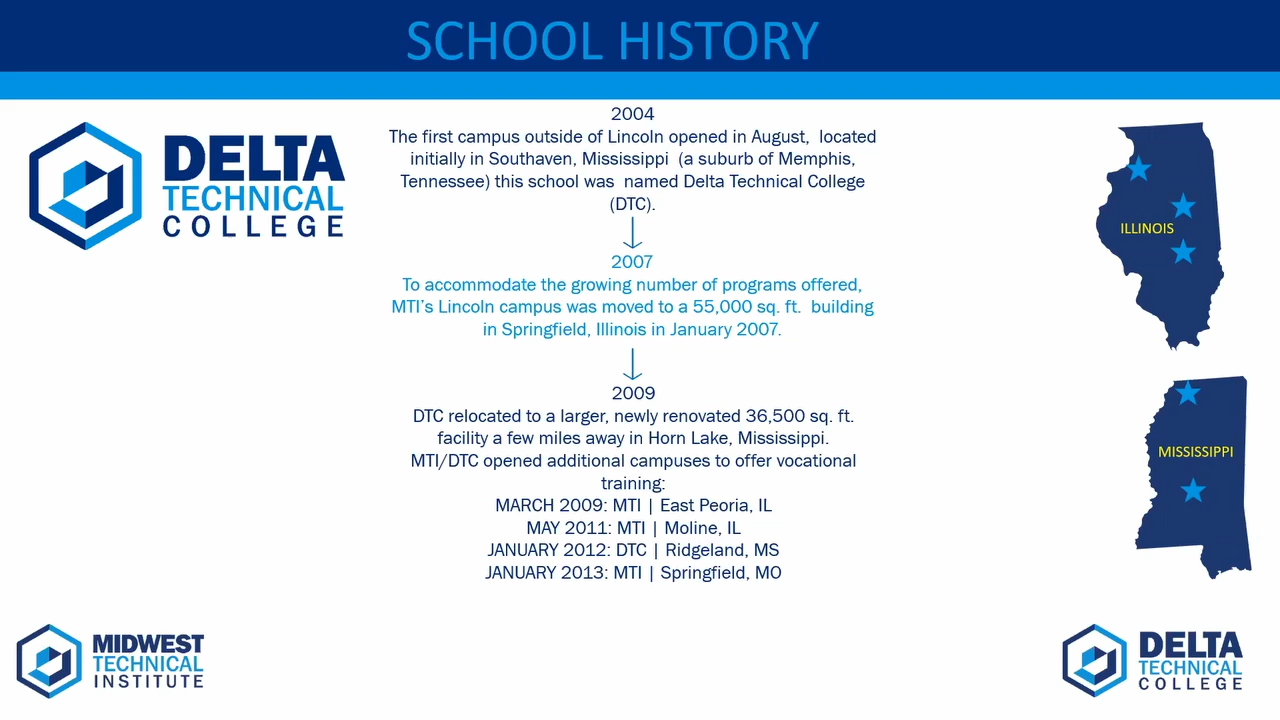 SCHOOL HISTORY
DELTA
TECHNICAL
COLLEGE
2004
The first campus outside of Lincoln opened in August, located
initially in Southaven, Mississippi (a suburb of Memphis,
Tennessee) this school was named Delta Technical College
(DTC).
2007
To accommodate the growing number of programs offered,
MTI's Lincoln campus was moved to a 55,000 sq. ft. building
in Springfield, Illinois in January 2007.
2009
DTC relocated to a larger, newly renovated 36,500 sq. ft.
facility a few miles away in Horn Lake, Mississippi.
MTI/DTC opened additional campuses to offer vocational
training:
MARCH 2009: MTI | East Peoria, IL
MAY 2011: MTI | Moline, IL
JANUARY 2012: DTC | Ridgeland, MS
JANUARY 2013: MTI | Springfield, MO
ILLINOIS
MISSISSIPPI
MIDWEST
TECHNICAL
INSTITUTE
DELTA
TECHNICAL
COLLEGE